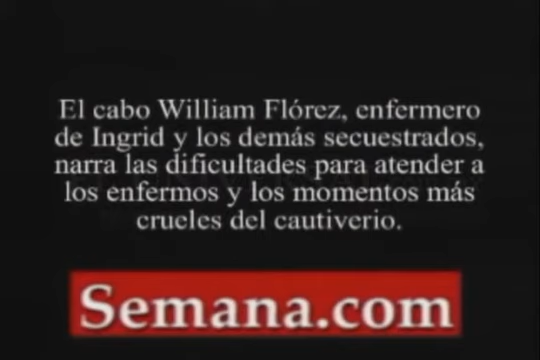 El cabo William Flórez, enfermero
de Ingrid y los demás secuestrados,
narra las dificultades para atender a
los enfermos y los momentos más
crueles del cautiverio.
Semana.com